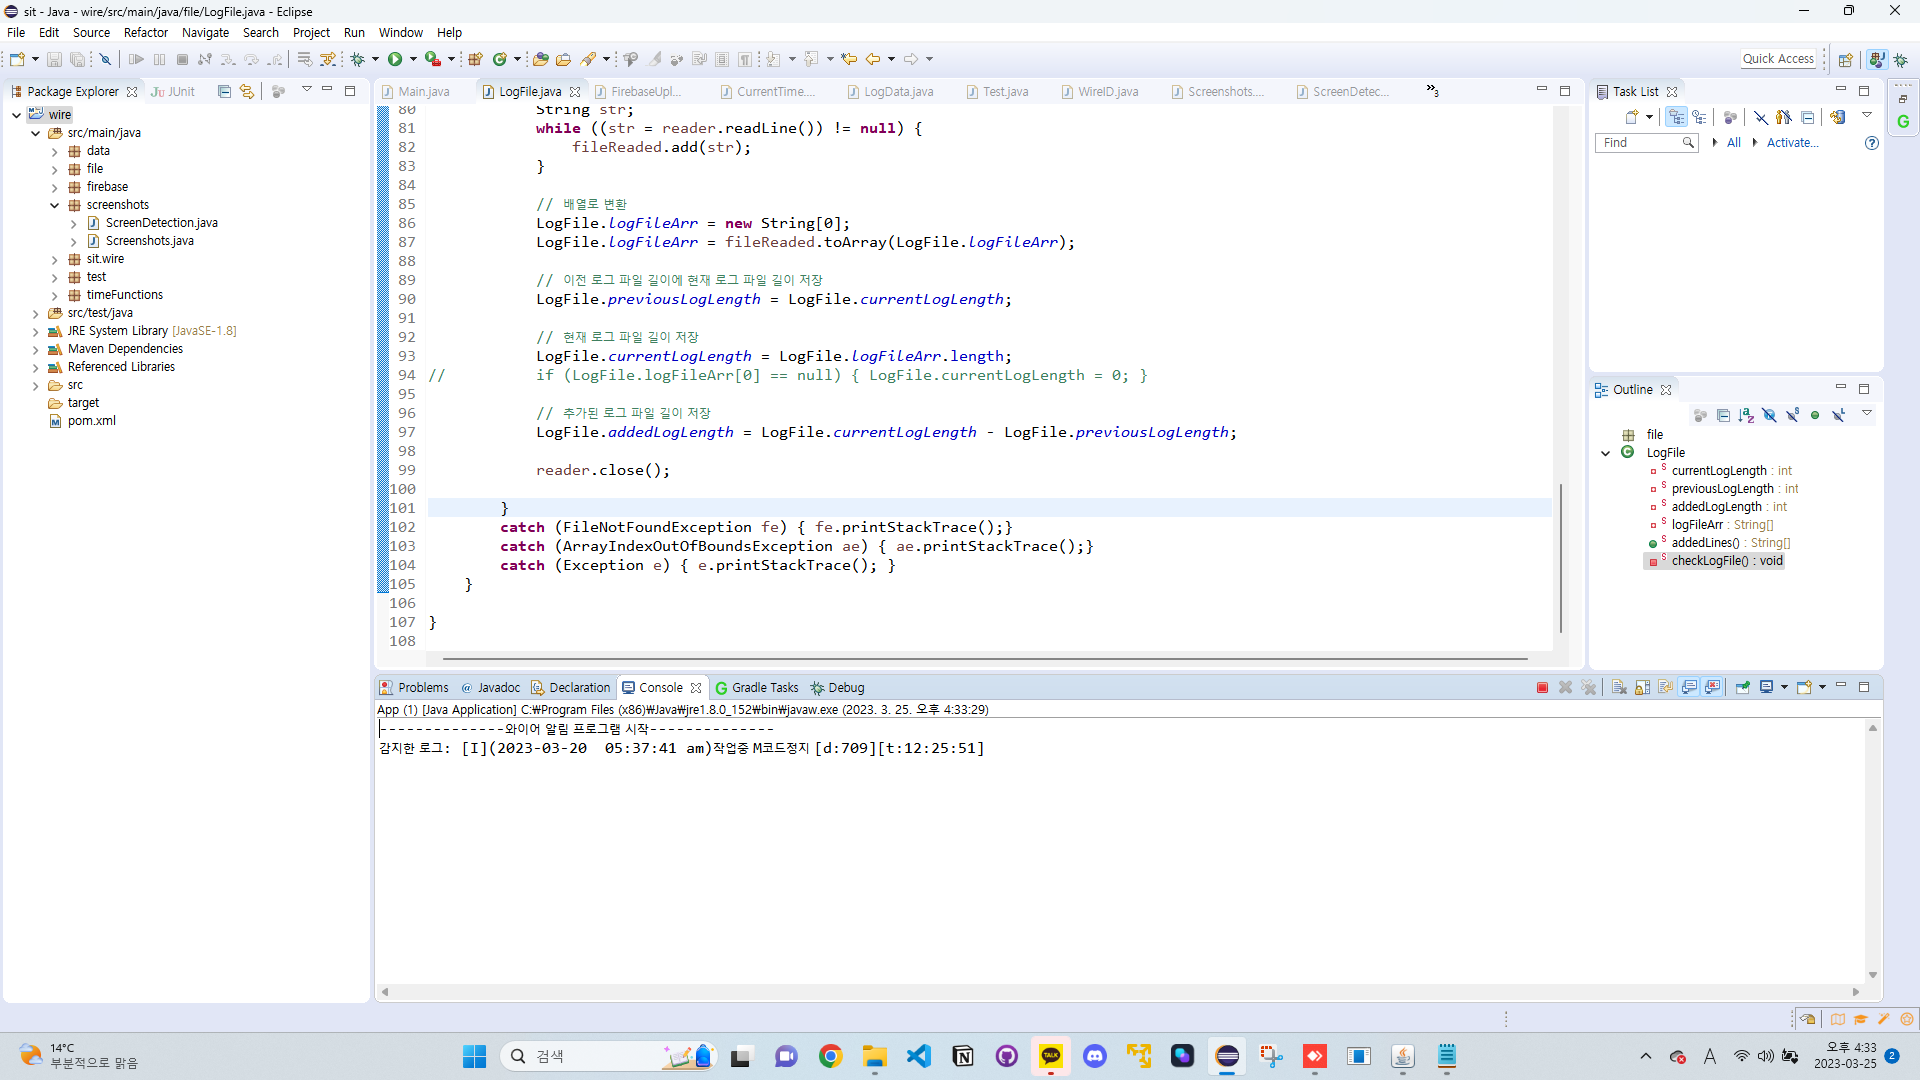 sit - Java - wire/src/main/java/file/LogFile.java - Eclipse
File Edit Source Refactor Navigate Search Project Run Window Help
Quick Access
Package Explorer JUnit
wire
src/main/java
data
file
firebase
screenshots
ScreenDetection.java
Screenshots.java
sit.wire
test
timeFunctions
src/test/java
JRE System Library [JavaSE-1.8]
Maven Dependencies
Referenced Libraries
src
target
pom.xml
Main.java LogFile.java FirebaseUpl... CurrentTime.... LogData.java Test.java WireID.java Screenshots.... ScreenDetec... »3
80 String str;
81 while ((str = reader.readLine()) != null) {
82 fileReaded.add(str);
83 }
84
85 // 배열로 변환
86 LogFile.logFileArr = new String[0];
87 LogFile.logFileArr = fileReaded.toArray(LogFile.logFileArr);
88
89 // 이전 로그 파일 길이에 현재 로그 파일 길이 저장
90 LogFile.previousLogLength = LogFile.currentLogLength;
91
92 // 현재 로그 파일 길이 저장
93 LogFile.currentLogLength = LogFile.logFileArr.length;
94 // if (LogFile.logFileArr[0] == null) { LogFile.currentLogLength = 0; }
95
96 // 추가된 로그 파일 길이 저장
97 LogFile.addedLogLength = LogFile.currentLogLength - LogFile.previousLogLength;
98
99 reader.close();
100
101 }
102 catch (FileNotFoundException fe) { fe.printStackTrace();}
103 catch (ArrayIndexOutOfBoundsException ae) { ae.printStackTrace();}
104 catch (Exception e) { e.printStackTrace(); }
105 }
106
107 }
108
Task List
Find All Activate...
Outline
file
LogFile
currentLogLength : int
previousLogLength : int
addedLogLength : int
logFileArr : String[]
addedLines() : String[]
checkLogFile() : void
Problems Javadoc Declaration Console Gradle Tasks Debug
App (1) [Java Application] C:₩Program Files (x86)₩Java₩jre1.8.0_152₩bin₩javaw.exe (2023. 3. 25. 오후 4:33:29)
--------------와이어 알림 프로그램 시작--------------
감지한 로그: [I](2023-03-20  05:37:41 am)작업중 M코드정지 [d:709][t:12:25:51]
14°C
부분적으로 맑음
검색
TALK
A
오후 4:33
2023-03-25
2